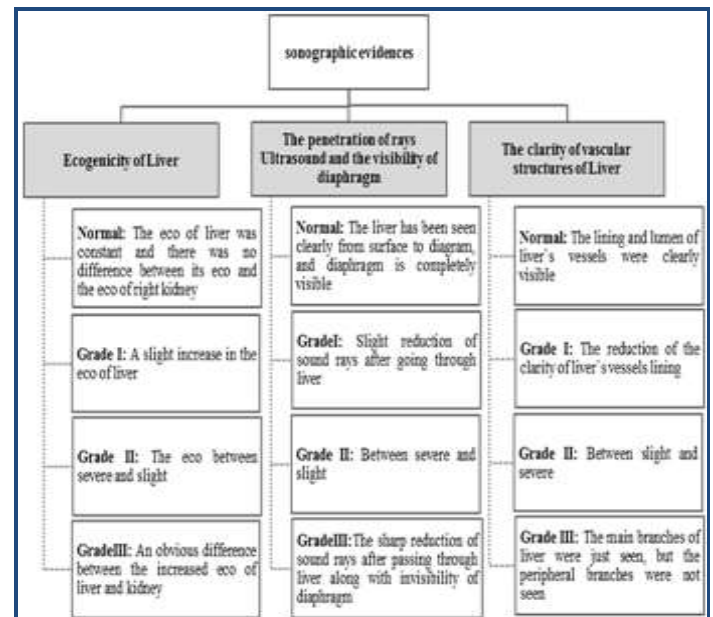 sonographic evidences
Ecogenicity of Liver
The penetration of rays
Ultrasound and the visibility of
diaphragm
The clarity of vascular
structures of Liver
Normal: The eco of liver was
constant and there was no
difference between its eco and
the eco of right kidney
Normal: The liver has been seen
clearly from surface to diagram,
and diaphragm is completely
visible
Normal: The lining and lumen of
liver`s vessels were clearly
visible
Grade I: A slight increase in the
eco of liver
GradeI: Slight reduction of
sound rays after going through
liver
Grade I: The reduction of the
clarity of liver`s vessels lining
Grade II: The eco between
severe and slight
Grade II: Between severe and
slight
Grade II: Between slight and
severe
GradeIII: An obvious difference
between the increased eco of
liver and kidney
GradeIII:The sharp reduction of
sound rays after passing through
liver along with invisibility of
diaphragm
Grade III: The main branches of
liver were just seen, but the
peripheral branches were not
seen